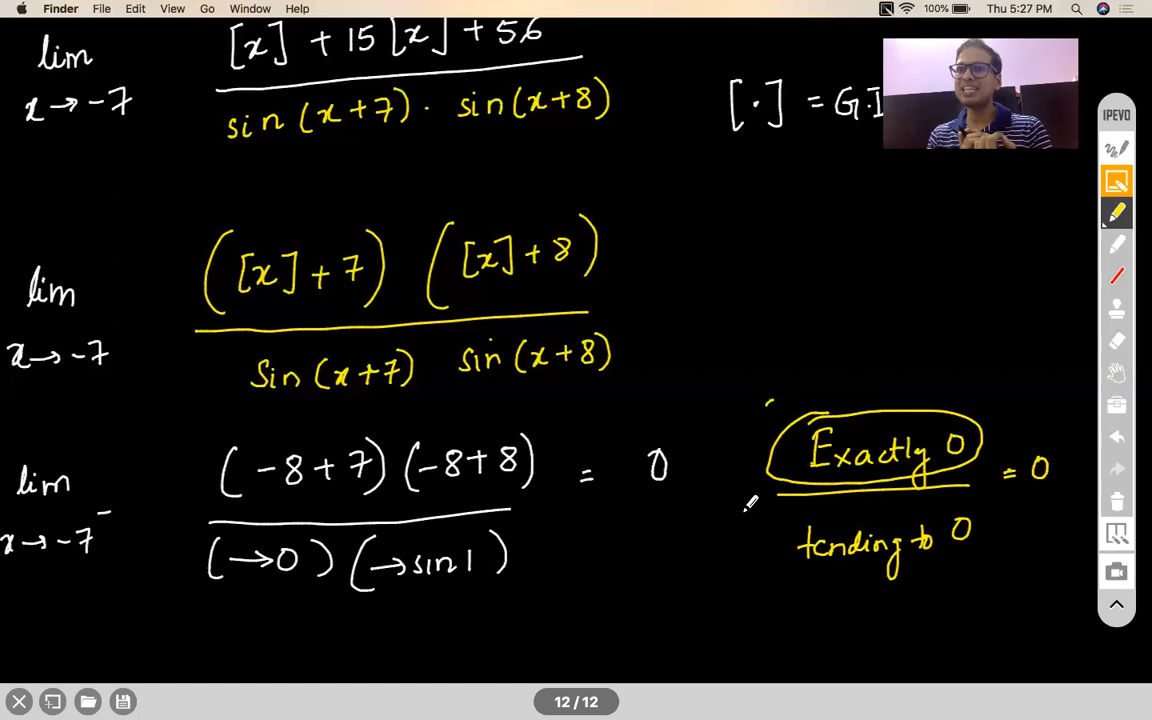 Finder File Edit View Go Window Help 100% Thu 5:27 PM
lim x→-7 [x] + 15 [x] + 56
sin (x+7) · sin (x+8)
[·] = G.I
IPEVO
lim x→-7 ([x] + 7) ([x] + 8)
sin (x+7) sin (x+8)
lim x→-7⁻ (-8+7) (-8+8) = 0
(→0) (→sin 1)
Exactly 0 = 0
tending to 0
12 / 12